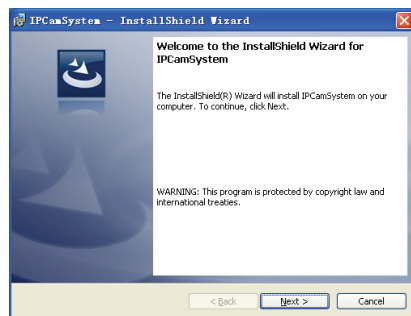 IPCamSystem - InstallShield Wizard
Welcome to the InstallShield Wizard for
IPCamSystem
The InstallShield(R) Wizard will install IPCamSystem on your
computer. To continue, click Next.
WARNING: This program is protected by copyright law and
international treaties.
< Back Next > Cancel